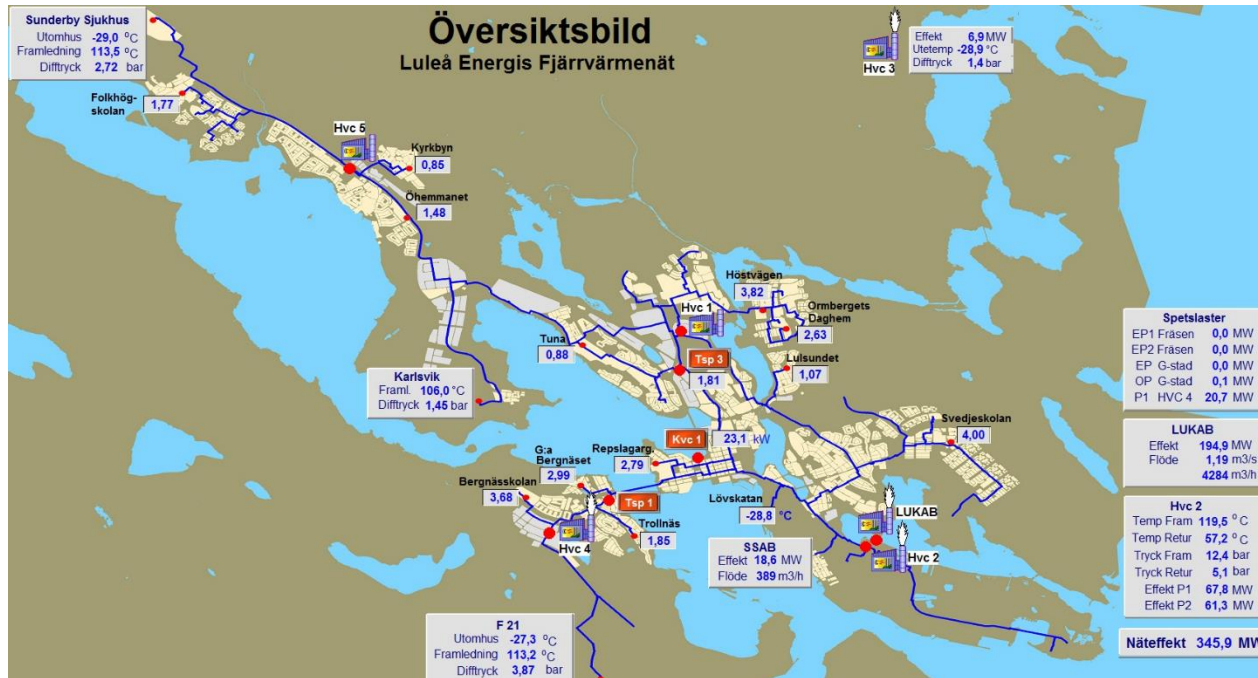 Översiktsbild
Luleå Energis Fjärrvärmenät
Sunderby Sjukhus
Utomhus -29,0 °C
Framledning 113,5 °C
Difftryck 2,72 bar
Hvc 3
Effekt 6,9 MW
Utetemp -28,9 °C
Difftryck 1,4 bar
Folkhög-
skolan
1,77
Hvc 5
Kyrkbyn
0,85
Öhemmanet
1,48
Höstvägen
3,82
Ormbergets
Daghem
2,63
Hvc 1
Tuna
0,88
Tsp 3
1,81
Lulsundet
1,07
Karlsvik
Framl. 106,0 °C
Difftryck 1,45 bar
Svedjeskolan
4,00
Kvc 1 23,1 kW
Repslagarg.
2,79
G:a
Bergnäset
2,99
Bergnässkolan
3,68
Tsp 1
Trollnäs
1,85
Hvc 4
Lövskatan
-28,8 °C
LUKAB
Hvc 2
SSAB
Effekt 18,6 MW
Flöde 389 m3/h
F 21
Utomhus -27,3 °C
Framledning 113,2 °C
Difftryck 3,87 bar
Spetslaster
EP1 Fräsen 0,0 MW
EP2 Fräsen 0,0 MW
EP G-stad 0,0 MW
OP G-stad 0,1 MW
P1 HVC 4 20,7 MW
LUKAB
Effekt 194,9 MW
Flöde 1,19 m3/s
4284 m3/h
Hvc 2
Temp Fram 119,5 °C
Temp Retur 57,2 °C
Tryck Fram 12,4 bar
Tryck Retur 5,1 bar
Effekt P1 67,8 MW
Effekt P2 61,3 MW
Näteffekt 345,9 MW